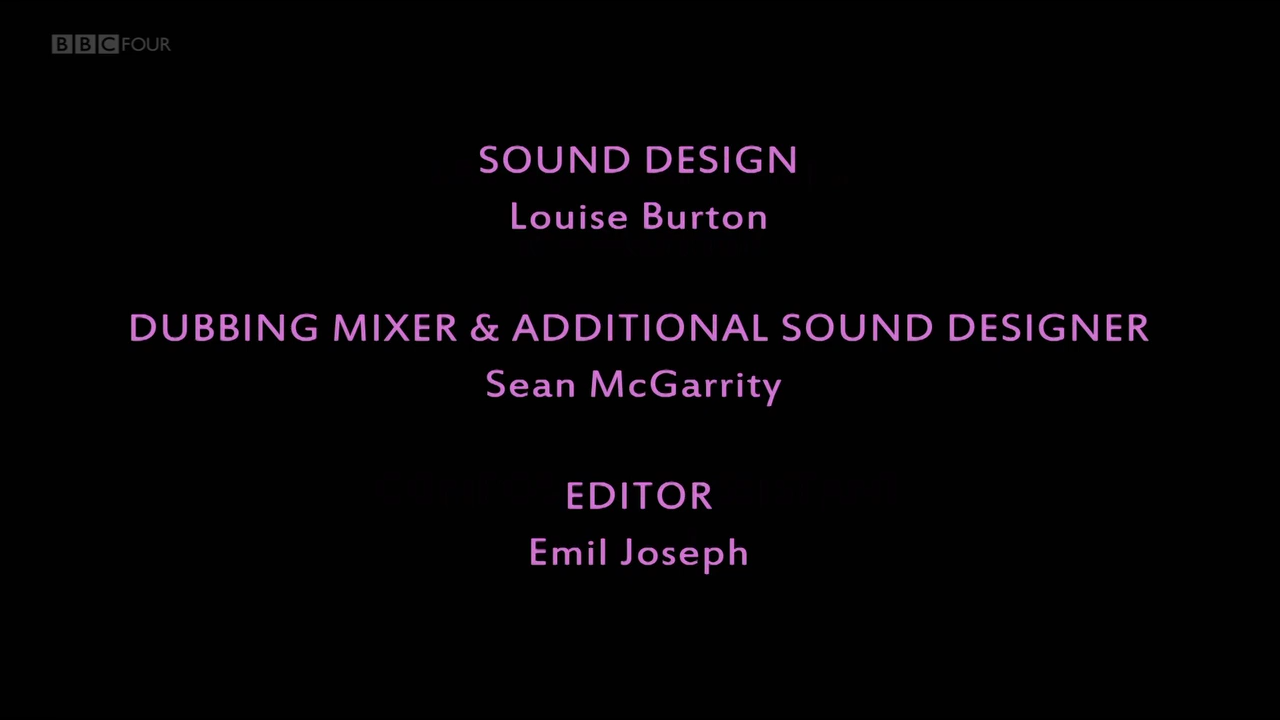 BBC FOUR
SOUND DESIGN
Louise Burton
DUBBING MIXER & ADDITIONAL SOUND DESIGNER
Sean McGarrity
EDITOR
Emil Joseph